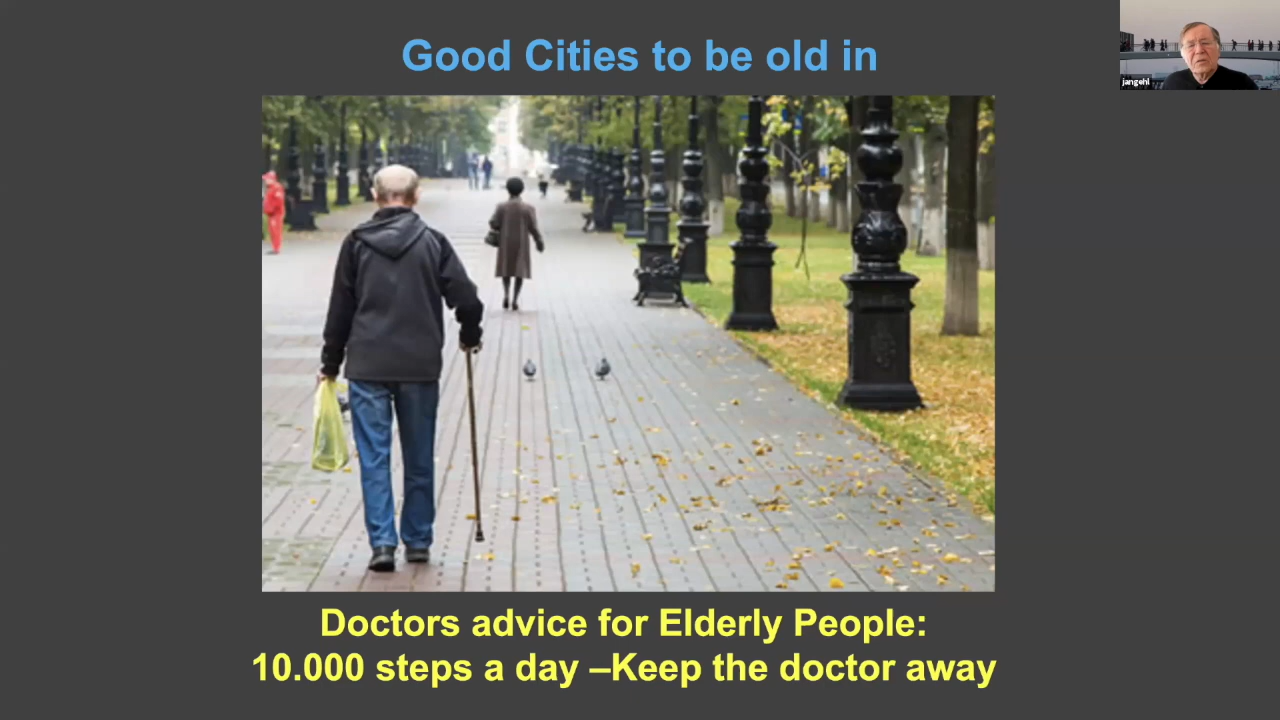 Good Cities to be old in
jangehl
Doctors advice for Elderly People:
10.000 steps a day –Keep the doctor away